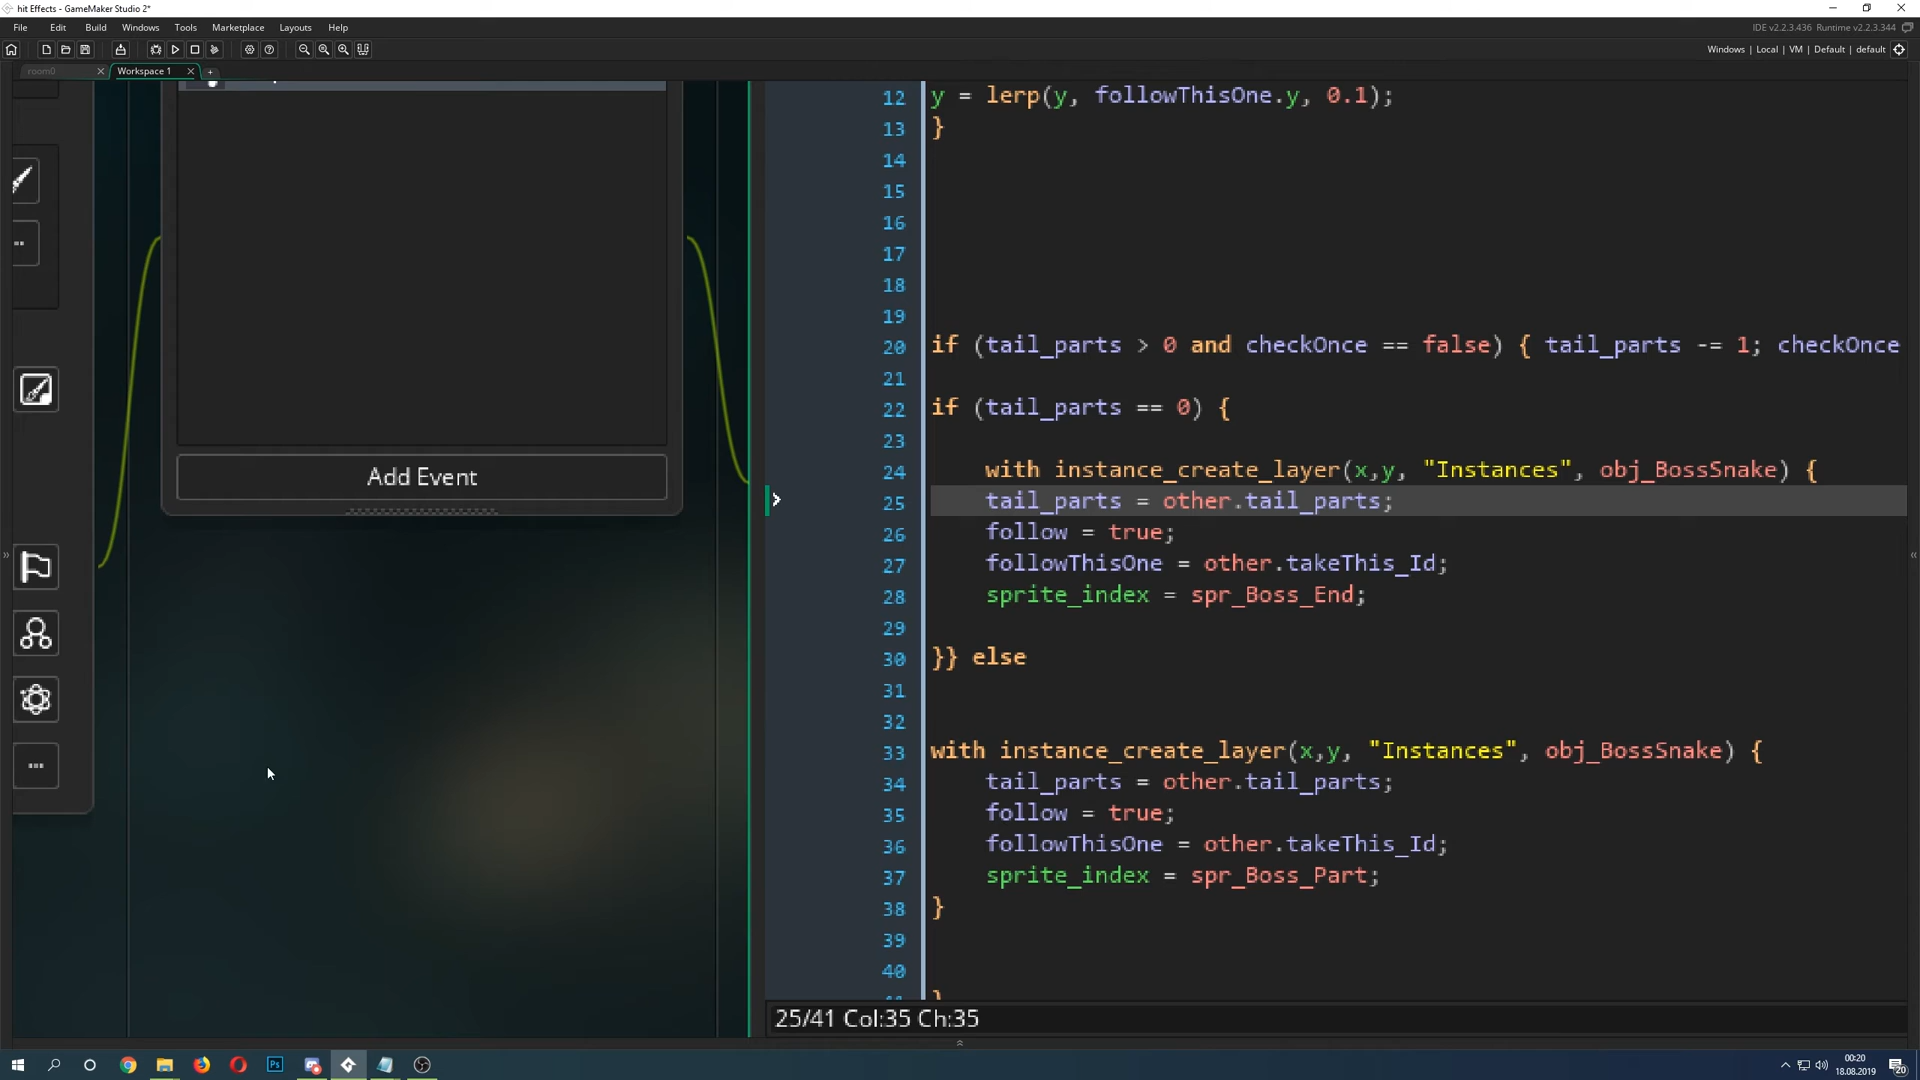 hit Effects - GameMaker Studio 2*
File Edit Build Windows Tools Marketplace Layouts Help
IDE v2.2.3.436 Runtime v2.2.3.344
Windows | Local | VM | Default | default
room0
Workspace 1
12 y = lerp(y, followThisOne.y, 0.1);
13 }
14
15
16
17
18
19
20 if (tail_parts > 0 and checkOnce == false) { tail_parts -= 1; checkOnce
21
22 if (tail_parts == 0) {
23
24 with instance_create_layer(x,y, "Instances", obj_BossSnake) {
25 tail_parts = other.tail_parts;
26 follow = true;
27 followThisOne = other.takeThis_Id;
28 sprite_index = spr_Boss_End;
29
30 }} else
31
32
33 with instance_create_layer(x,y, "Instances", obj_BossSnake) {
34 tail_parts = other.tail_parts;
35 follow = true;
36 followThisOne = other.takeThis_Id;
37 sprite_index = spr_Boss_Part;
38 }
39
40
Add Event
25/41 Col:35 Ch:35
Ps
00:20
18.08.2019
20